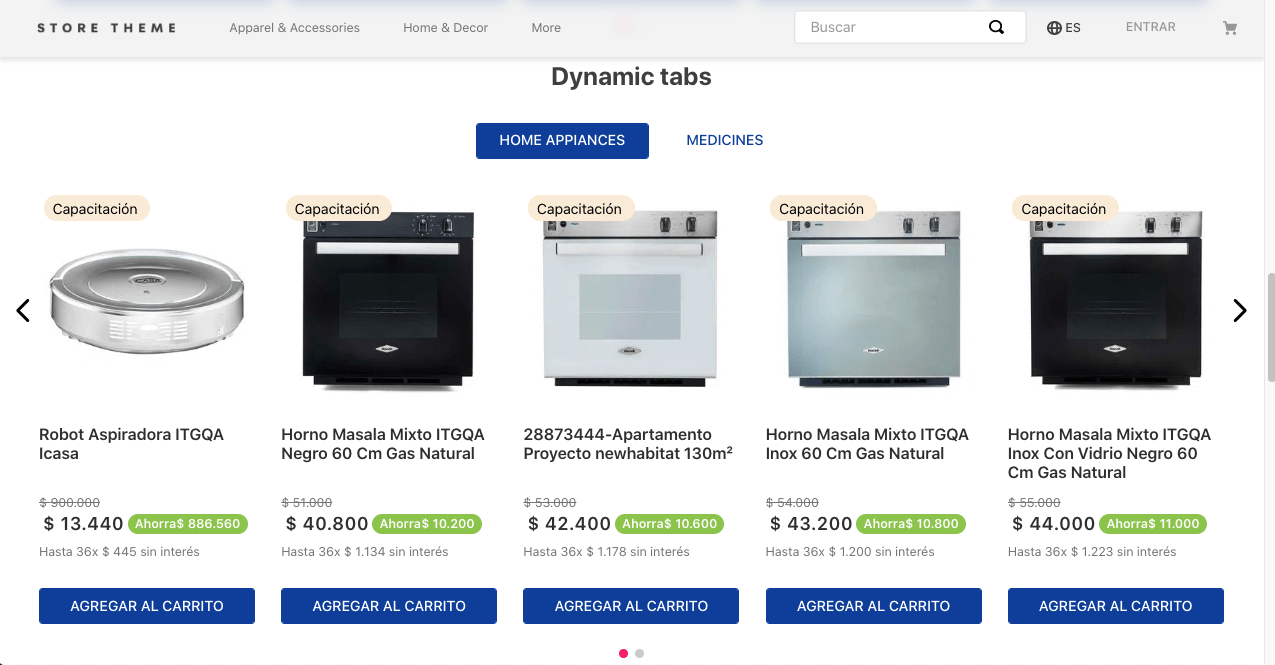 STORE THEME
Apparel & Accessories
Home & Decor
More
Buscar
ES
ENTRAR
Dynamic tabs
HOME APPIANCES
MEDICINES
Capacitación
Capacitación
Capacitación
Capacitación
Capacitación
Robot Aspiradora ITGQA
Icasa
$ 900.000
$ 13.440 Ahorra$ 886.560
Hasta 36x $ 445 sin interés
AGREGAR AL CARRITO
Horno Masala Mixto ITGQA
Negro 60 Cm Gas Natural
$ 51.000
$ 40.800 Ahorra$ 10.200
Hasta 36x $ 1.134 sin interés
AGREGAR AL CARRITO
28873444-Apartamento
Proyecto newhabitat 130m²
$ 53.000
$ 42.400 Ahorra$ 10.600
Hasta 36x $ 1.178 sin interés
AGREGAR AL CARRITO
Horno Masala Mixto ITGQA
Inox 60 Cm Gas Natural
$ 54.000
$ 43.200 Ahorra$ 10.800
Hasta 36x $ 1.200 sin interés
AGREGAR AL CARRITO
Horno Masala Mixto ITGQA
Inox Con Vidrio Negro 60
Cm Gas Natural
$ 55.000
$ 44.000 Ahorra$ 11.000
Hasta 36x $ 1.223 sin interés
AGREGAR AL CARRITO